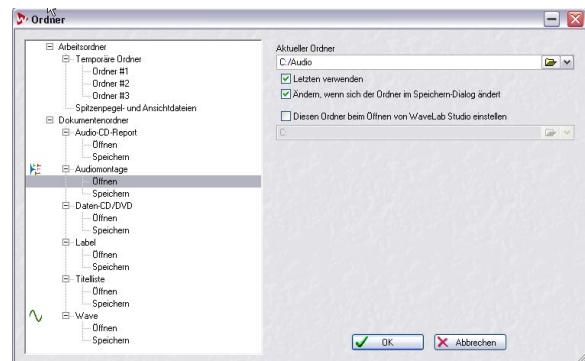 Ordner
Arbeitsordner
Temporäre Ordner
Ordner #1
Ordner #2
Ordner #3
Spitzenpegel- und Ansichtdateien
Dokumentenordner
Audio-CD-Report
Öffnen
Speichern
Audiomontage
Öffnen
Speichern
Daten-CD/DVD
Öffnen
Speichern
Label
Öffnen
Speichern
Titelliste
Öffnen
Speichern
Wave
Öffnen
Speichern
Aktueller Ordner
C:/Audio
Letzten verwenden
Ändern, wenn sich der Ordner im Speichern-Dialog ändert
Diesen Ordner beim Öffnen von WaveLab Studio einstellen
C:
OK
Abbrechen